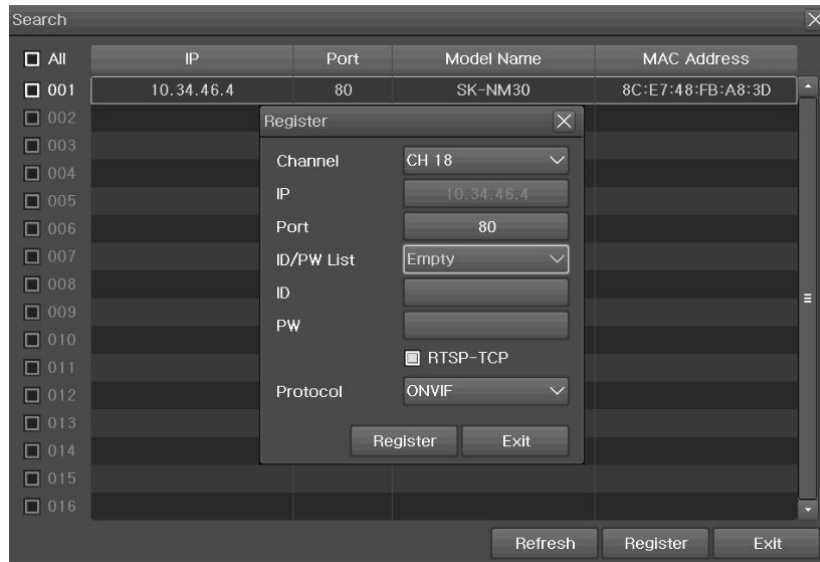 Search
All IP Port Model Name MAC Address
001 10.34.46.4 80 SK-NM30 8C:E7:48:FB:A8:3D
002
003
004
005
006
007
008
009
010
011
012
013
014
015
016
Register
Channel CH 18
IP 10.34.46.4
Port 80
ID/PW List Empty
ID
PW
RTSP-TCP
Protocol ONVIF
Register Exit
Refresh Register Exit